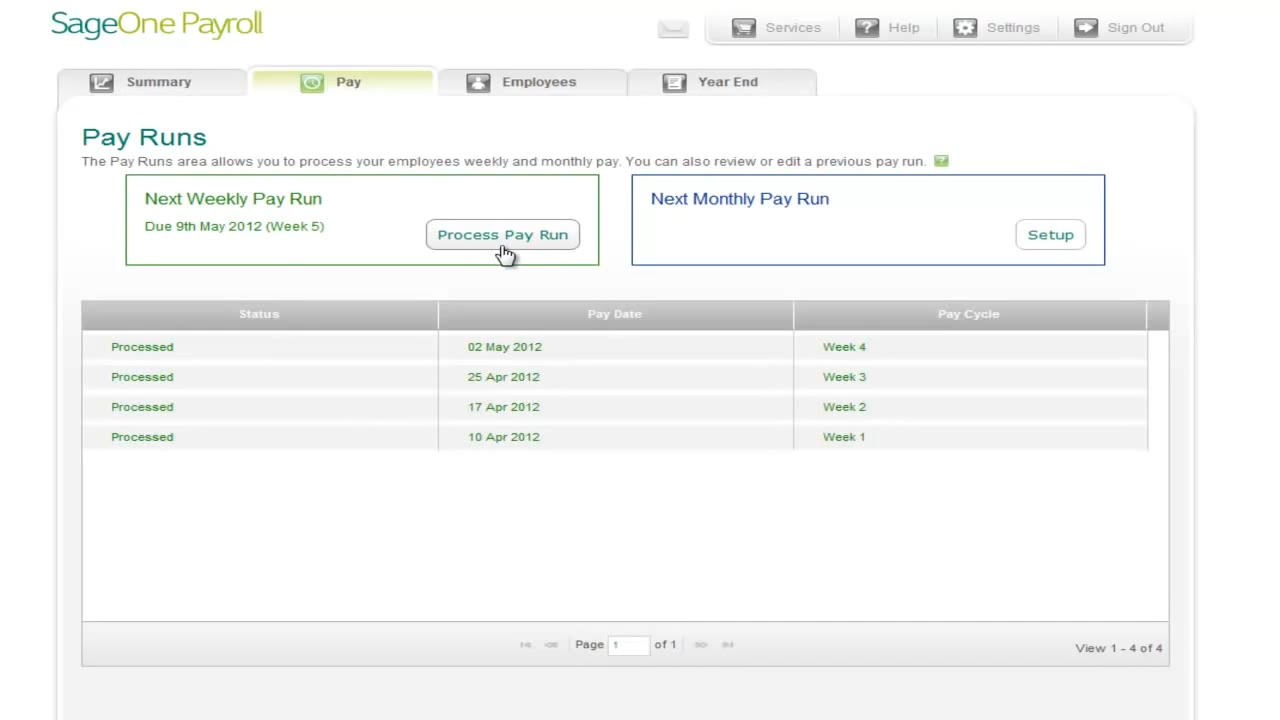 SageOne Payroll
Services Help Settings Sign Out
Summary Pay Employees Year End
Pay Runs
The Pay Runs area allows you to process your employees weekly and monthly pay. You can also review or edit a previous pay run. ?
Next Weekly Pay Run
Due 9th May 2012 (Week 5)
Process Pay Run
Next Monthly Pay Run
Setup
Status Pay Date Pay Cycle
Processed 02 May 2012 Week 4
Processed 25 Apr 2012 Week 3
Processed 17 Apr 2012 Week 2
Processed 10 Apr 2012 Week 1
Page 1 of 1
View 1 - 4 of 4